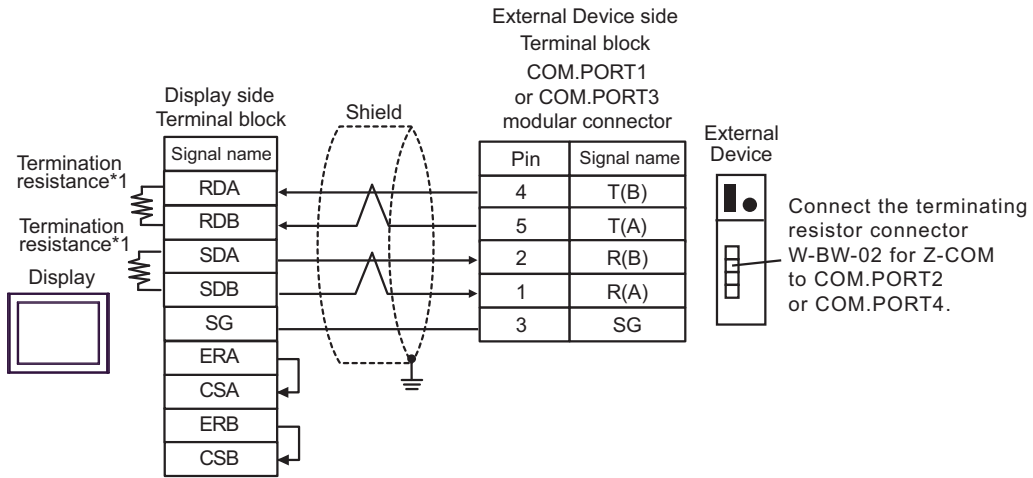 External Device side
Terminal block
COM.PORT1
or COM.PORT3
modular connector
Display side
Terminal block
Shield
External
Device
Termination
resistance*1
Termination
resistance*1
Display
Signal name
RDA
RDB
SDA
SDB
SG
ERA
CSA
ERB
CSB
Pin Signal name
4 T(B)
5 T(A)
2 R(B)
1 R(A)
3 SG
Connect the terminating
resistor connector
W-BW-02 for Z-COM
to COM.PORT2
or COM.PORT4.